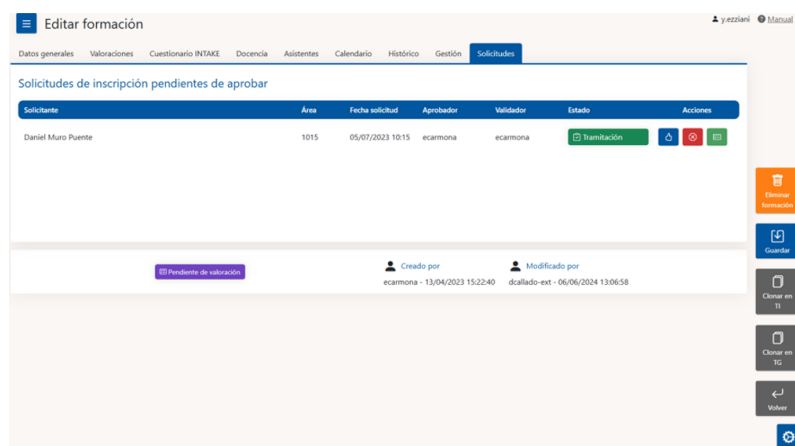 Editar formación
y.ezziani Manual
Datos generales Valoraciones Cuestionario INTAKE Docencia Asistentes Calendario Histórico Gestión Solicitudes
Solicitudes de inscripción pendientes de aprobar
Solicitante Área Fecha solicitud Aprobador Validador Estado Acciones
Daniel Muro Puente 1015 05/07/2023 10:15 ecarmona ecarmona Tramitación
Eliminar
formación
Guardar
Pendiente de valoración
Creado por
ecarmona - 13/04/2023 15:22:40
Modificado por
dcallado-ext - 06/06/2024 13:06:58
Clonar en
TI
Clonar en
TG
Volver